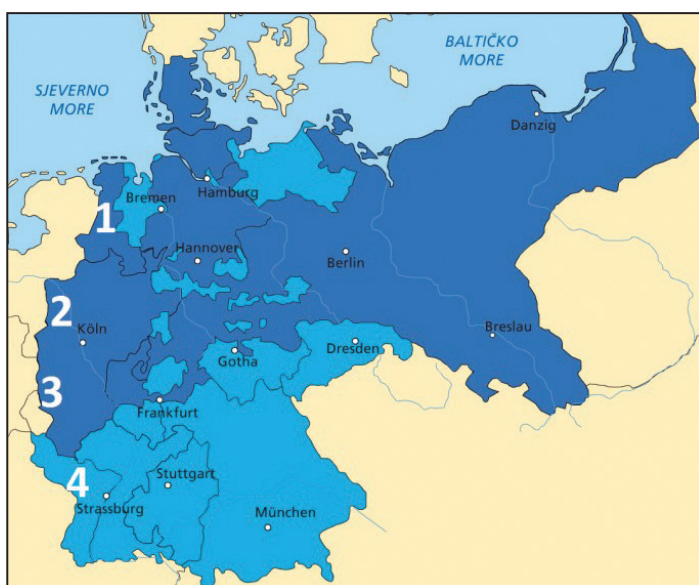 BALTIČKO
MORE
SJEVERNO
MORE
Danzig
Hamburg
Bremen
1
Hannover
Berlin
2
Köln
Breslau
Dresden
Gotha
3
Frankfurt
4
Stuttgart
Strassburg
München